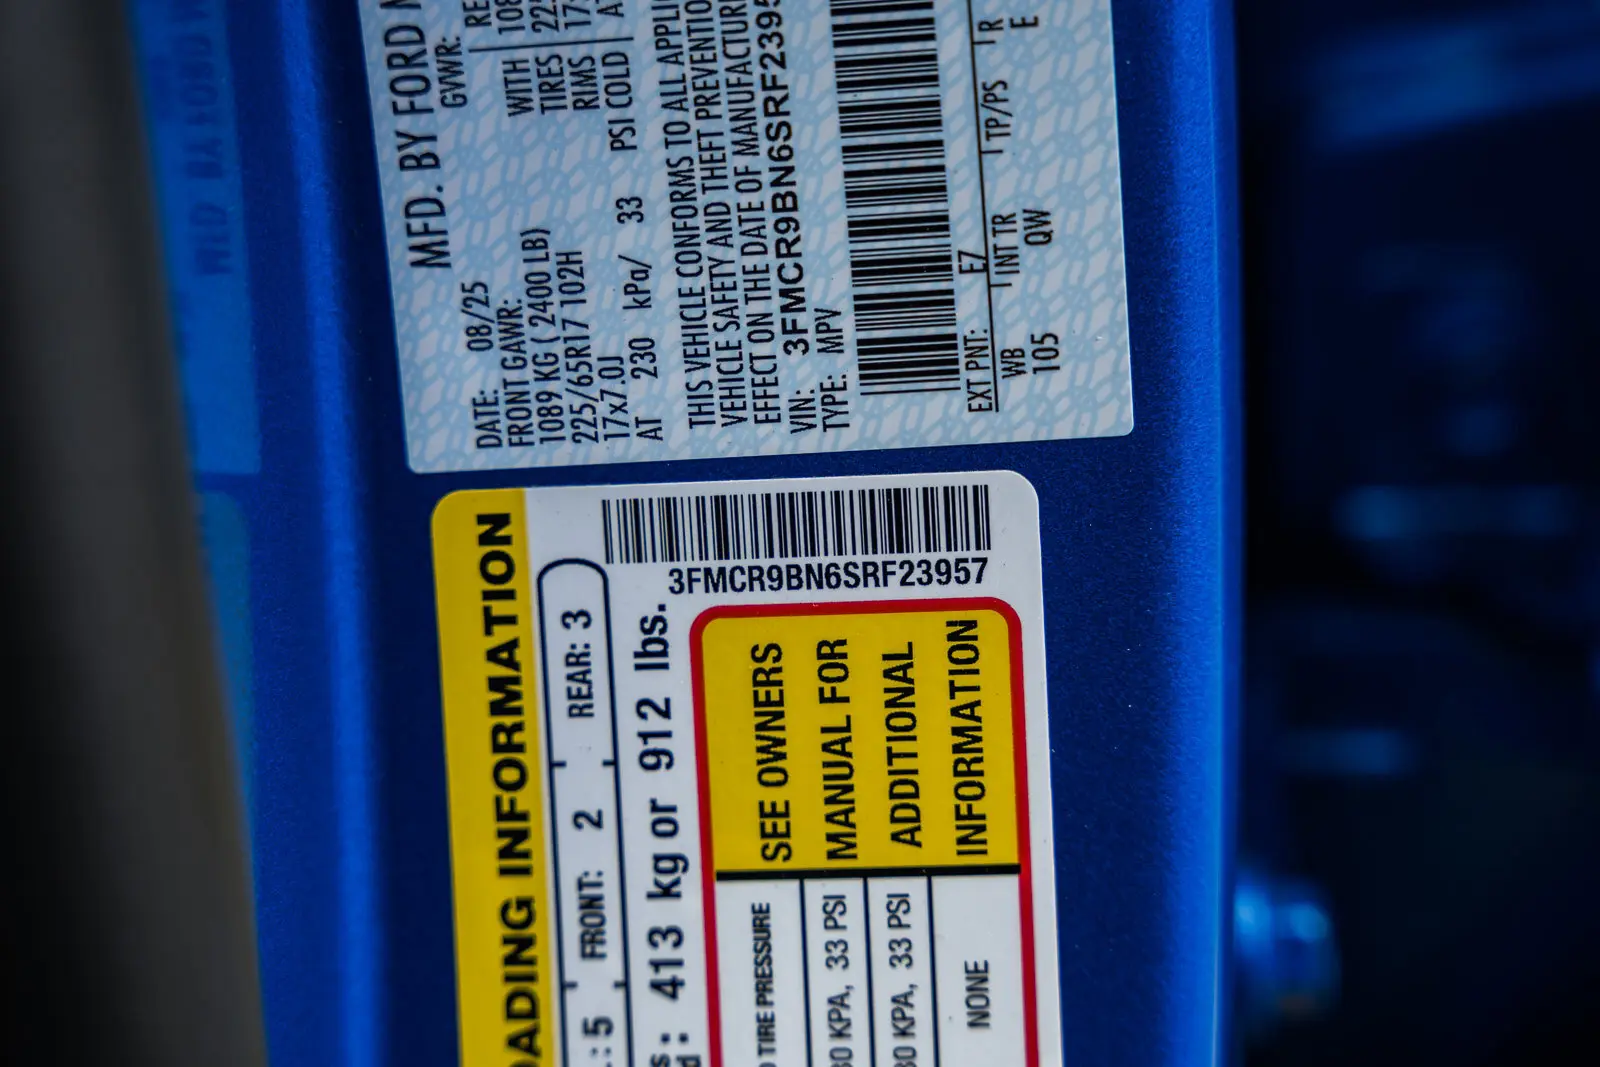 MFD. BY FORD
DATE: 08/25 GVWR:
FRONT GAWR:
1089 KG ( 2400 LB) WITH
225/65R17 102H TIRES
17x7.0J RIMS
AT 230 kPa/ 33 PSI COLD
THIS VEHICLE CONFORMS TO ALL
VEHICLE SAFETY AND THEFT
EFFECT ON THE DATE OF
VIN: 3FMCR9BN6SRF2395
TYPE: MPV
EXT PNT: EZ
WB INT TR TP/PS R
105 QW E
3FMCR9BN6SRF23957
INFORMATION
: 5 FRONT: 2 REAR: 3
413 kg or 912 lbs.
TIRE PRESSURE
KPA, 33 PSI
KPA, 33 PSI
NONE
SEE OWNERS
MANUAL FOR
ADDITIONAL
INFORMATION